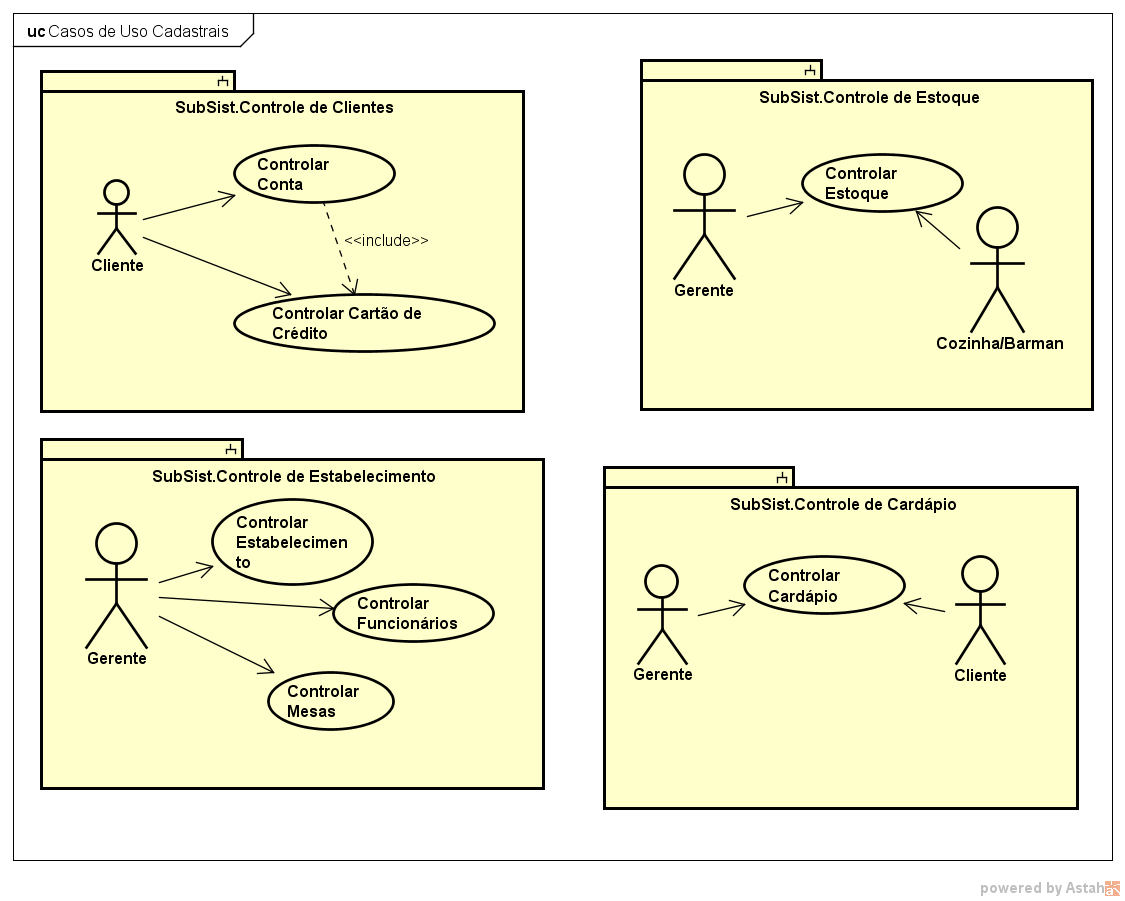 uc Casos de Uso Cadastrais
SubSist.Controle de Clientes
Controlar
Conta
<<include>>
Cliente
Controlar Cartão de
Crédito
SubSist.Controle de Estoque
Controlar
Estoque
Gerente
Cozinha/Barman
SubSist.Controle de Estabelecimento
Controlar
Estabelecimen
to
Controlar
Funcionários
Gerente
Controlar
Mesas
SubSist.Controle de Cardápio
Controlar
Cardápio
Gerente
Cliente
powered by Astah